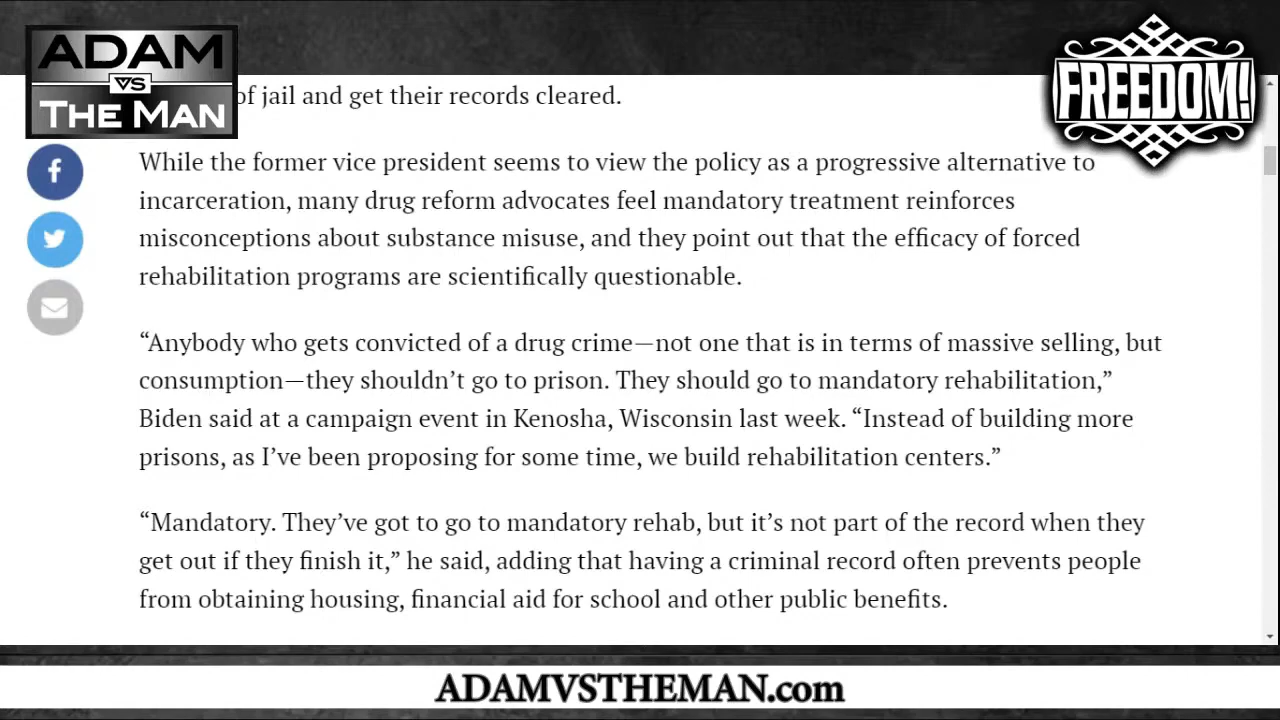 ADAM
VS
THE MAN
FREEDOM!
of jail and get their records cleared.
While the former vice president seems to view the policy as a progressive alternative to
incarceration, many drug reform advocates feel mandatory treatment reinforces
misconceptions about substance misuse, and they point out that the efficacy of forced
rehabilitation programs are scientifically questionable.
“Anybody who gets convicted of a drug crime—not one that is in terms of massive selling, but
consumption—they shouldn’t go to prison. They should go to mandatory rehabilitation,”
Biden said at a campaign event in Kenosha, Wisconsin last week. “Instead of building more
prisons, as I’ve been proposing for some time, we build rehabilitation centers.”
“Mandatory. They’ve got to go to mandatory rehab, but it’s not part of the record when they
get out if they finish it,” he said, adding that having a criminal record often prevents people
from obtaining housing, financial aid for school and other public benefits.
ADAMVSTHEMAN.com